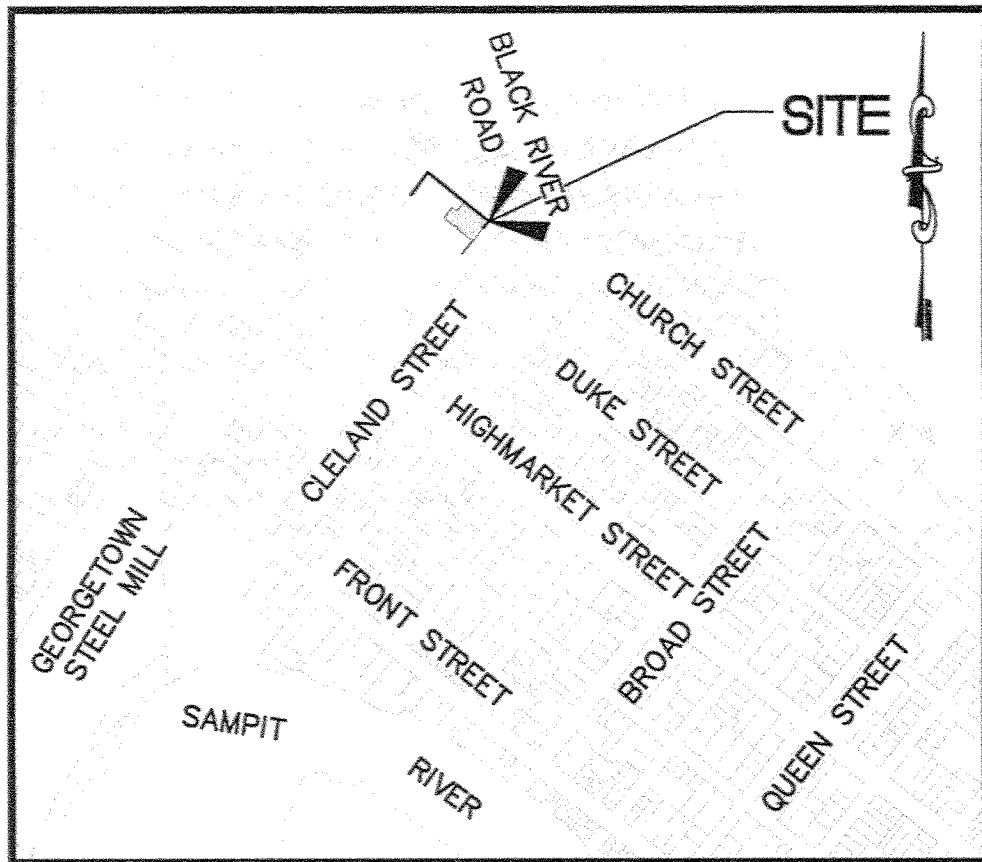 BLACK RIVER
ROAD
SITE
CHURCH STREET
DUKE STREET
CLELAND STREET
HIGHMARKET STREET
GEORGETOWN
STEEL MILL
FRONT STREET
BROAD STREET
SAMPIT
RIVER
QUEEN STREET